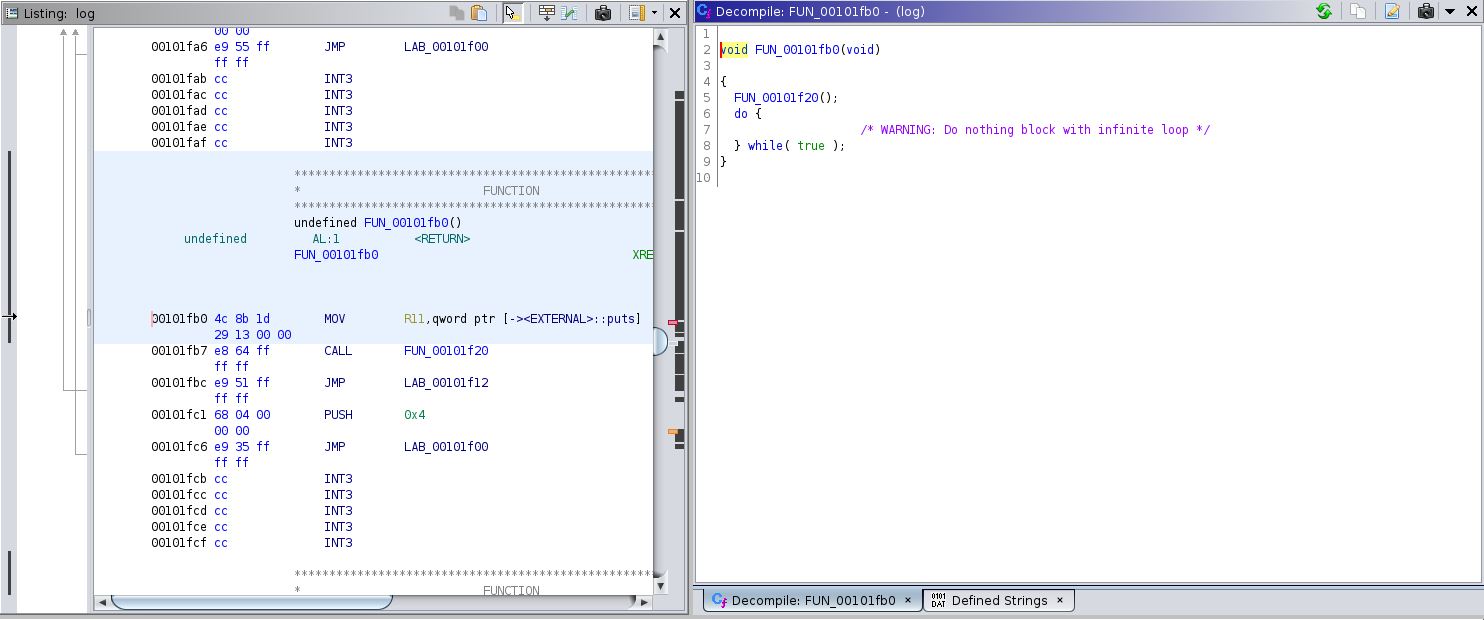 Listing:  log
00 00
00101fa6 e9 55 ff JMP LAB_00101f00
ff ff
00101fab cc INT3
00101fac cc INT3
00101fad cc INT3
00101fae cc INT3
00101faf cc INT3
***************************************************
* FUNCTION
***************************************************
undefined FUN_00101fb0()
undefined AL:1 <RETURN>
FUN_00101fb0 XRE
00101fb0 4c 8b 1d MOV R11,qword ptr [-><EXTERNAL>::puts]
29 13 00 00
00101fb7 e8 64 ff CALL FUN_00101f20
ff ff
00101fbc e9 51 ff JMP LAB_00101f12
ff ff
00101fc1 68 04 00 PUSH 0x4
00 00
00101fc6 e9 35 ff JMP LAB_00101f00
ff ff
00101fcb cc INT3
00101fcc cc INT3
00101fcd cc INT3
00101fce cc INT3
00101fcf cc INT3
***************************************************
* FUNCTION
Decompile: FUN_00101fb0 - (log)
1
2 void FUN_00101fb0(void)
3
4 {
5 FUN_00101f20();
6 do {
7 /* WARNING: Do nothing block with infinite loop */
8 } while( true );
9 }
10
Decompile: FUN_00101fb0 ×
0101 DAT Defined Strings ×